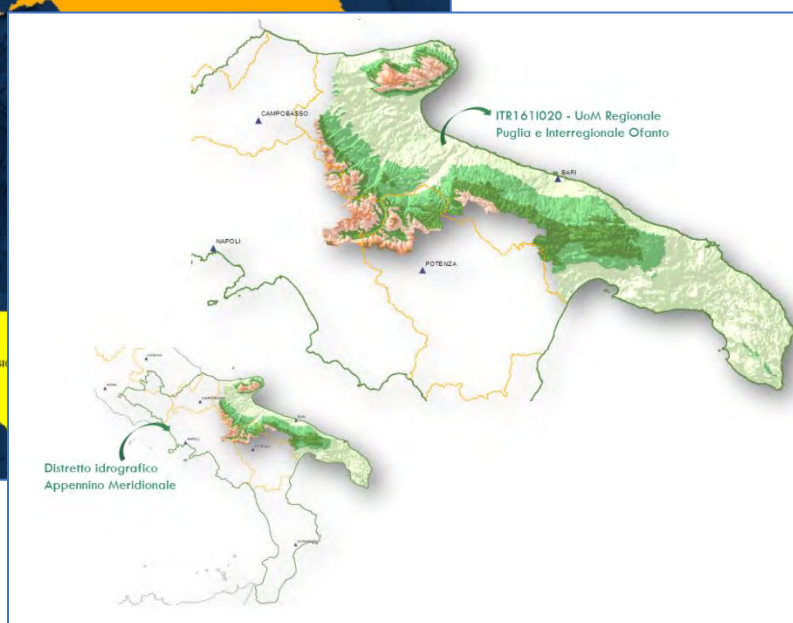 CAMPOBASSO
ITR161I020 - UoM Regionale
Puglia e Interregionale Ofanto
BARI
NAPOLI
POTENZA
Distretto idrografico
Appennino Meridionale